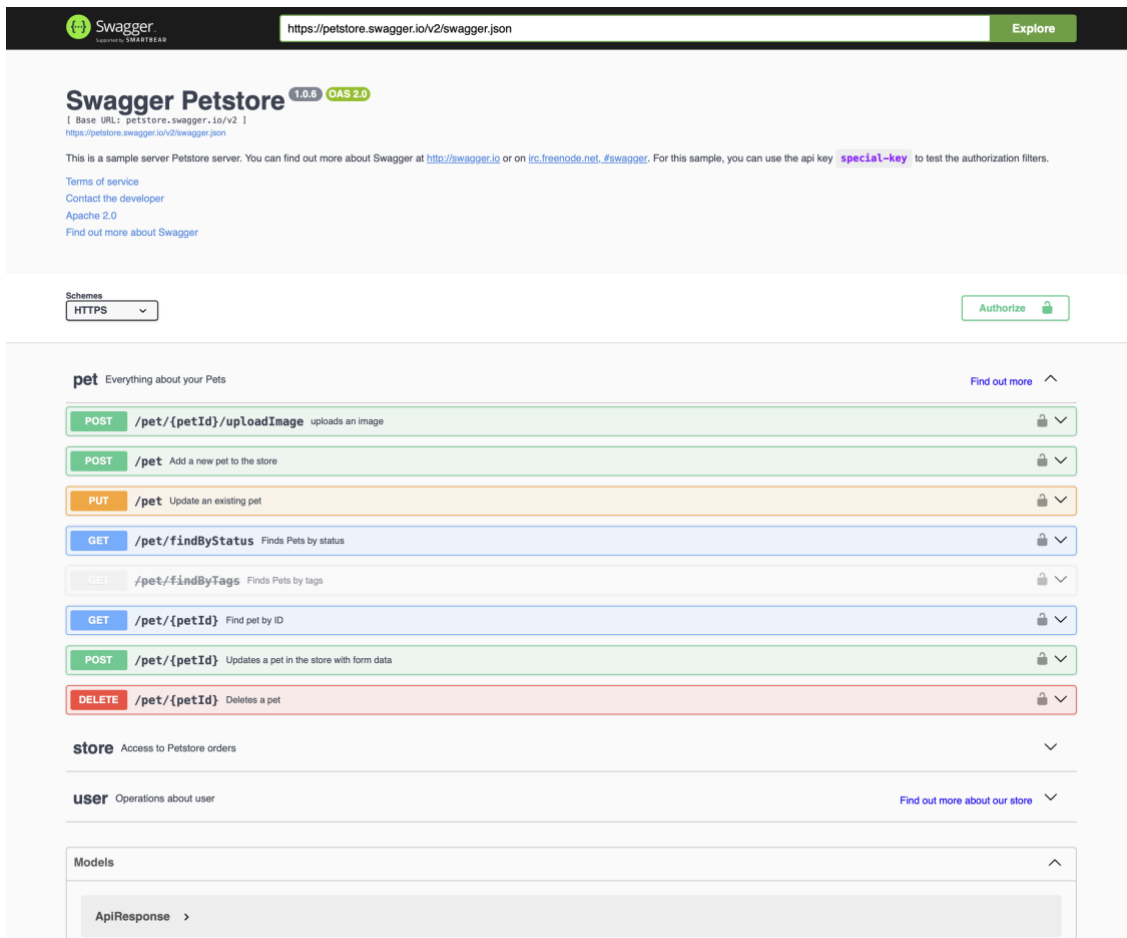 Swagger.
Supported by SMARTBEAR
https://petstore.swagger.io/v2/swagger.json
Explore
Swagger Petstore 1.0.6 OAS 2.0
[ Base URL: petstore.swagger.io/v2 ]
https://petstore.swagger.io/v2/swagger.json
This is a sample server Petstore server. You can find out more about Swagger at http://swagger.io or on irc.freenode.net, #swagger. For this sample, you can use the api key special-key to test the authorization filters.
Terms of service
Contact the developer
Apache 2.0
Find out more about Swagger
Schemes
HTTPS
Authorize
pet Everything about your Pets Find out more
POST /pet/{petId}/uploadImage uploads an image
POST /pet Add a new pet to the store
PUT /pet Update an existing pet
GET /pet/findByStatus Finds Pets by status
GET /pet/findByTags Finds Pets by tags
GET /pet/{petId} Find pet by ID
POST /pet/{petId} Updates a pet in the store with form data
DELETE /pet/{petId} Deletes a pet
store Access to Petstore orders
user Operations about user Find out more about our store
Models
ApiResponse